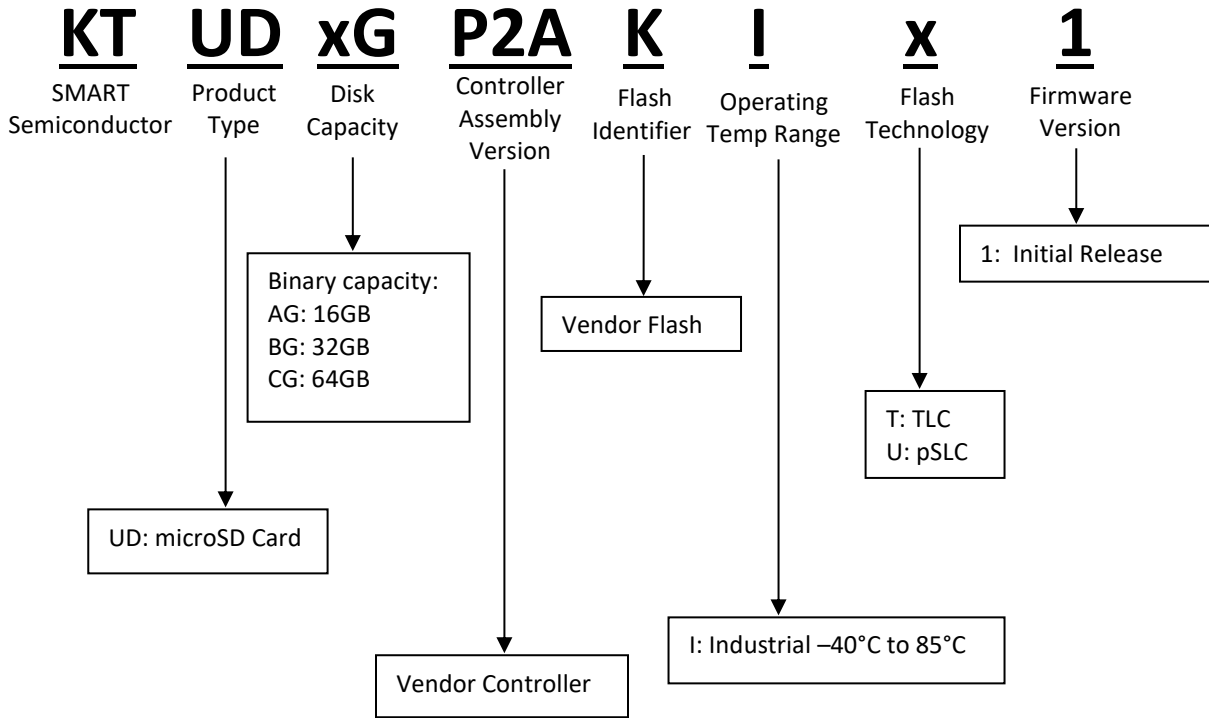 KT UD xG P2A K I x 1
SMART
Semiconductor
Product
Type
Disk
Capacity
Controller
Assembly
Version
Flash
Identifier
Operating
Temp Range
Flash
Technology
Firmware
Version
1: Initial Release
Binary capacity:
AG: 16GB
BG: 32GB
CG: 64GB
Vendor Flash
T: TLC
U: pSLC
UD: microSD Card
I: Industrial –40°C to 85°C
Vendor Controller